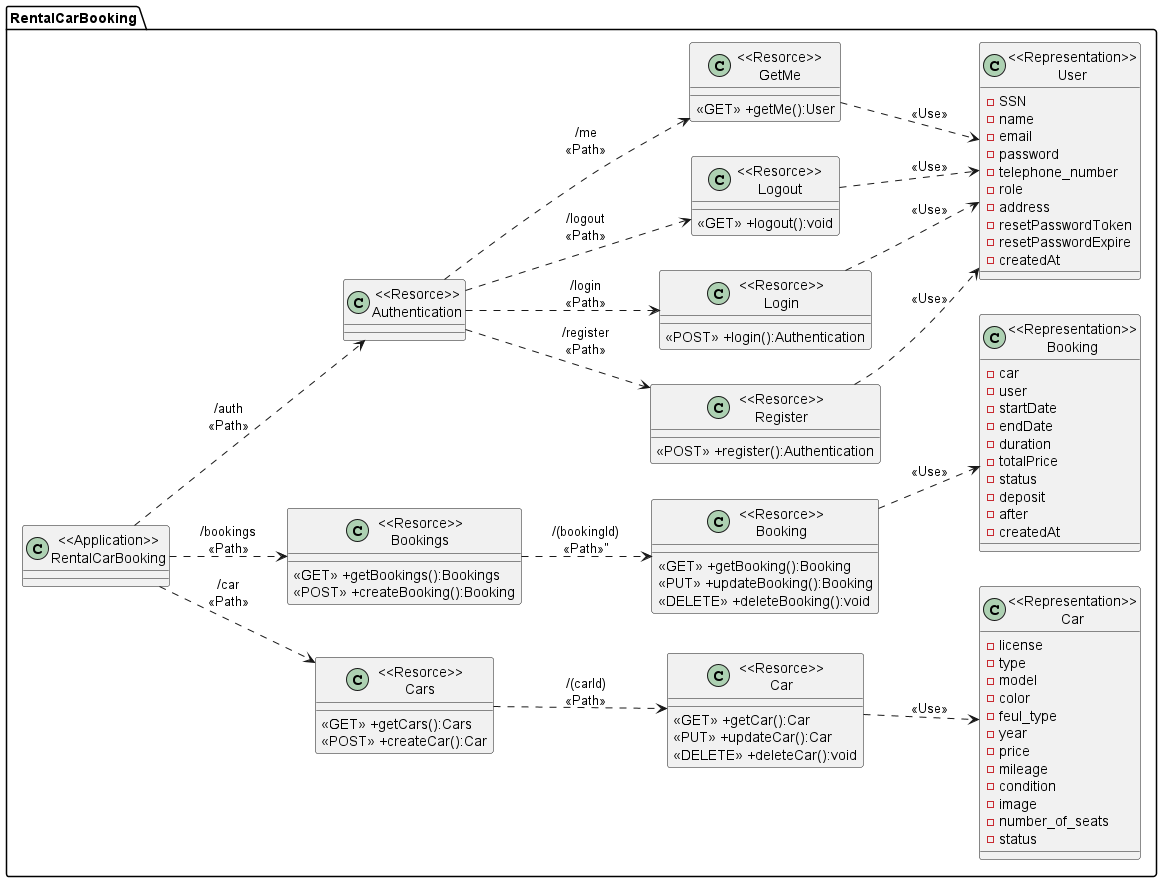 RentalCarBooking
<<Resorce>>
GetMe
«GET» +getMe():User
<<Representation>>
User
SSN
name
email
password
telephone_number
role
address
resetPasswordToken
resetPasswordExpire
createdAt
«Use»
/me
«Path»
<<Resorce>>
Logout
«GET» +logout():void
«Use»
/logout
«Path»
<<Resorce>>
Authentication
/login
«Path»
<<Resorce>>
Login
«POST» +login():Authentication
«Use»
/register
«Path»
<<Resorce>>
Register
«POST» +register():Authentication
«Use»
/auth
«Path»
<<Application>>
RentalCarBooking
/bookings
«Path»
<<Resorce>>
Bookings
«GET» +getBookings():Bookings
«POST» +createBooking():Booking
/(bookingId)
«Path»"
<<Resorce>>
Booking
«GET» +getBooking():Booking
«PUT» +updateBooking():Booking
«DELETE» +deleteBooking():void
«Use»
<<Representation>>
Booking
car
user
startDate
endDate
duration
totalPrice
status
deposit
after
createdAt
/car
«Path»
<<Resorce>>
Cars
«GET» +getCars():Cars
«POST» +createCar():Car
/(carId)
«Path»
<<Resorce>>
Car
«GET» +getCar():Car
«PUT» +updateCar():Car
«DELETE» +deleteCar():void
«Use»
<<Representation>>
Car
license
type
model
color
feul_type
year
price
mileage
condition
image
number_of_seats
status
C
C
C
C
C
C
C
C
C
C
C
C
C